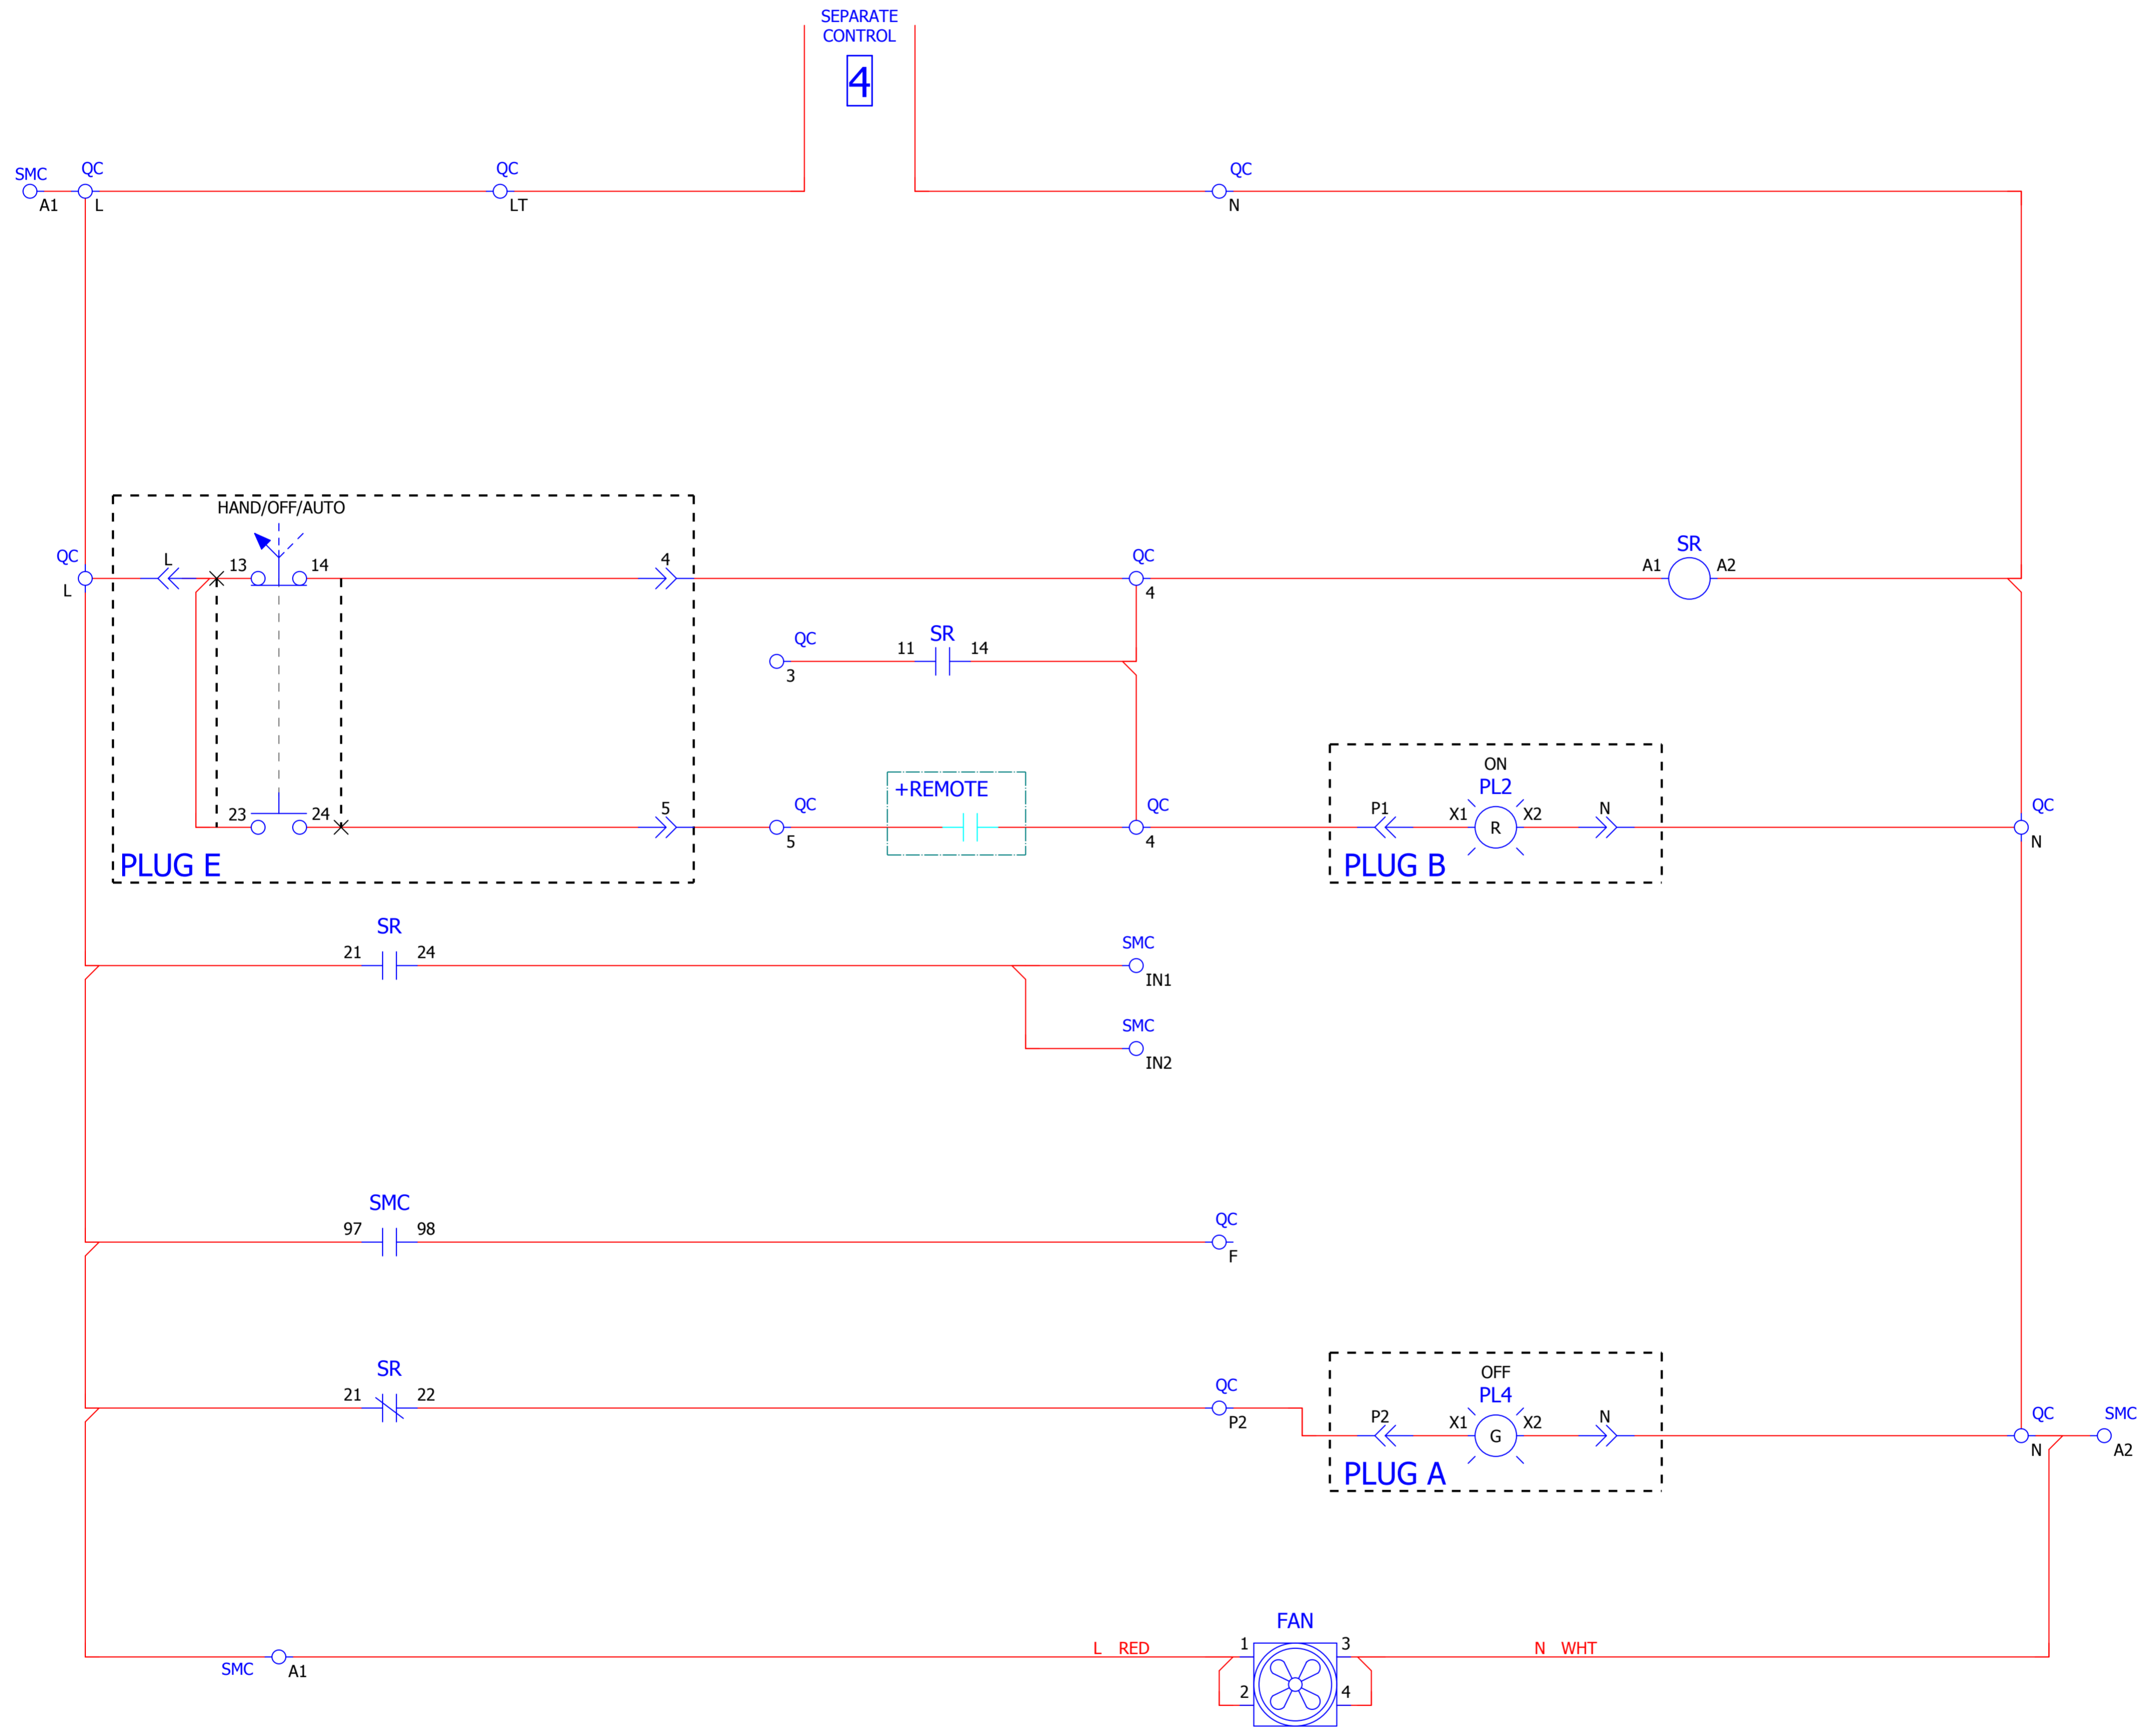 SEPARATE
CONTROL
4
SMC
A1
QC
L
QC
LT
QC
N
HAND/OFF/AUTO
QC
L
L
13
14
4
QC
4
A1
SR
A2
QC
3
11
SR
14
23
24
5
PLUG E
QC
5
+REMOTE
QC
4
ON
PL2
P1
X1
R
X2
N
PLUG B
QC
N
SR
21
24
SMC
IN1
SMC
IN2
SMC
97
98
QC
F
SR
21
22
QC
P2
OFF
PL4
P2
X1
G
X2
N
PLUG A
QC
N
SMC
A2
SMC
A1
L RED
FAN
1
3
2
4
N WHT